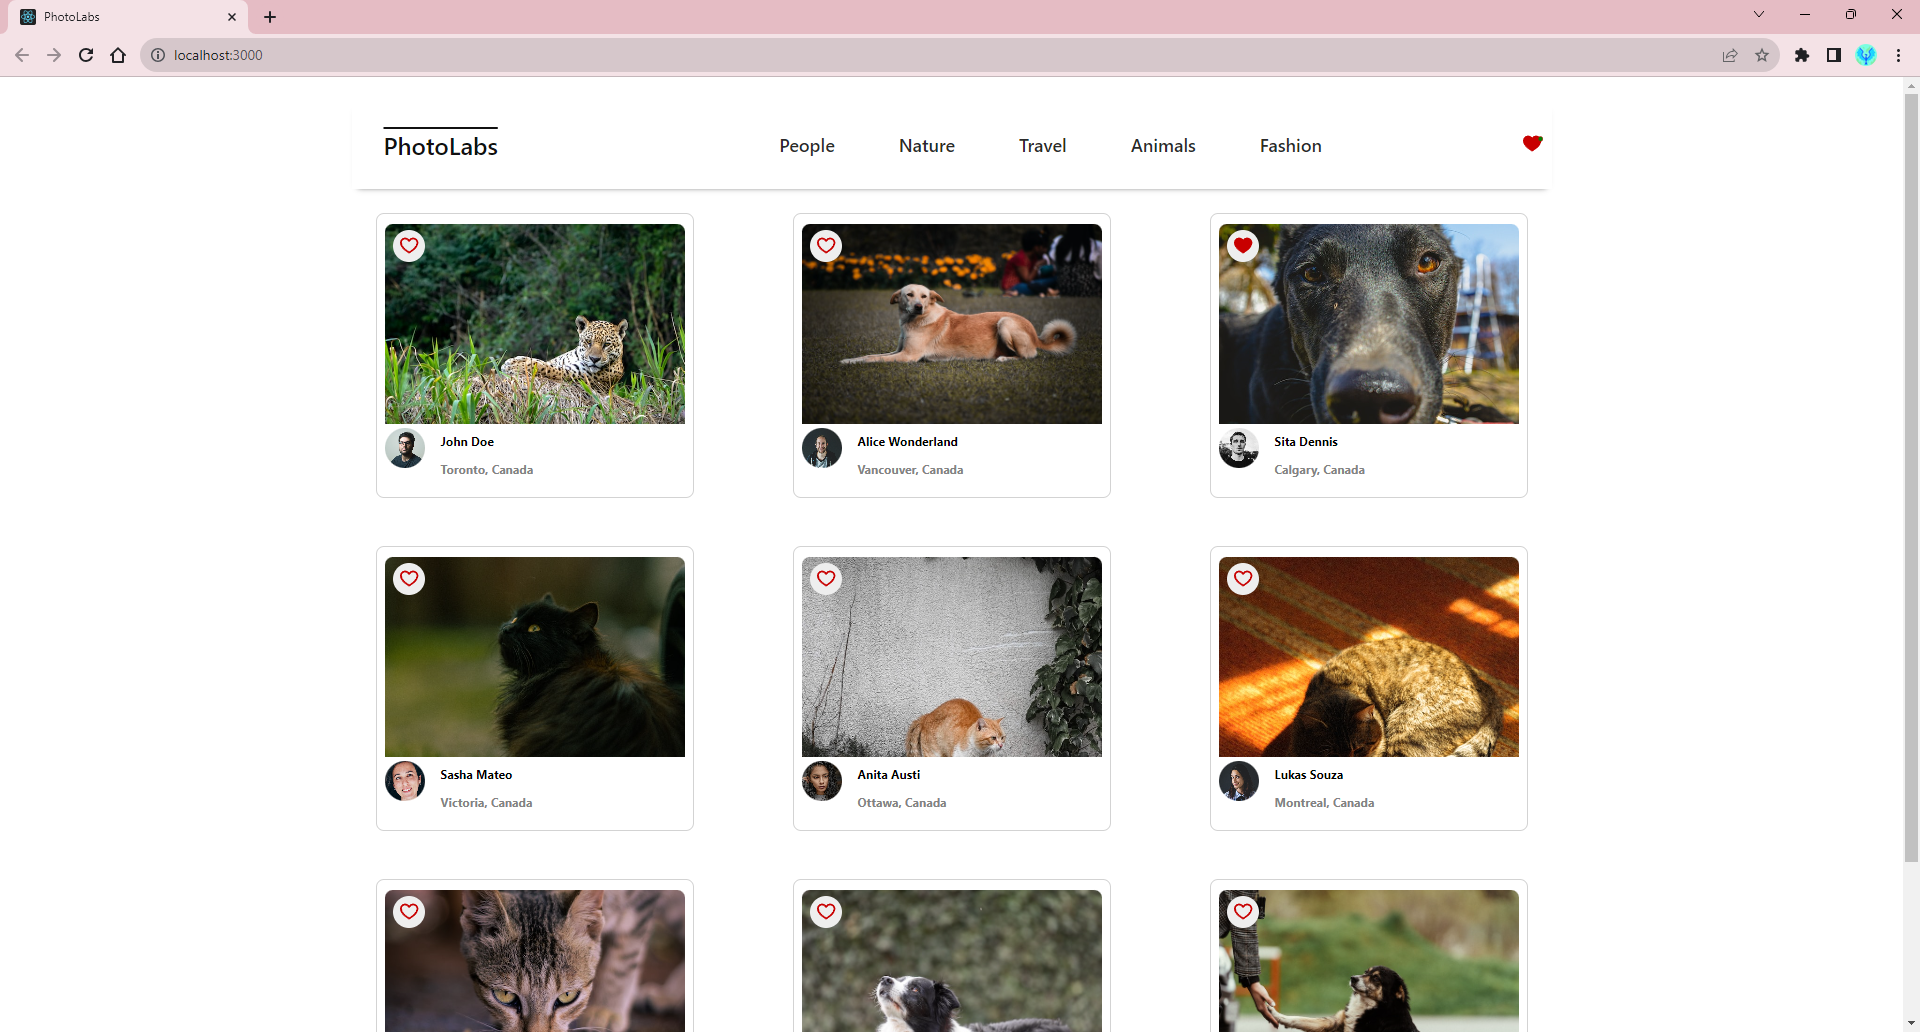 PhotoLabs
localhost:3000
PhotoLabs
People Nature Travel Animals Fashion
John Doe
Toronto, Canada
Alice Wonderland
Vancouver, Canada
Sita Dennis
Calgary, Canada
Sasha Mateo
Victoria, Canada
Anita Austi
Ottawa, Canada
Lukas Souza
Montreal, Canada